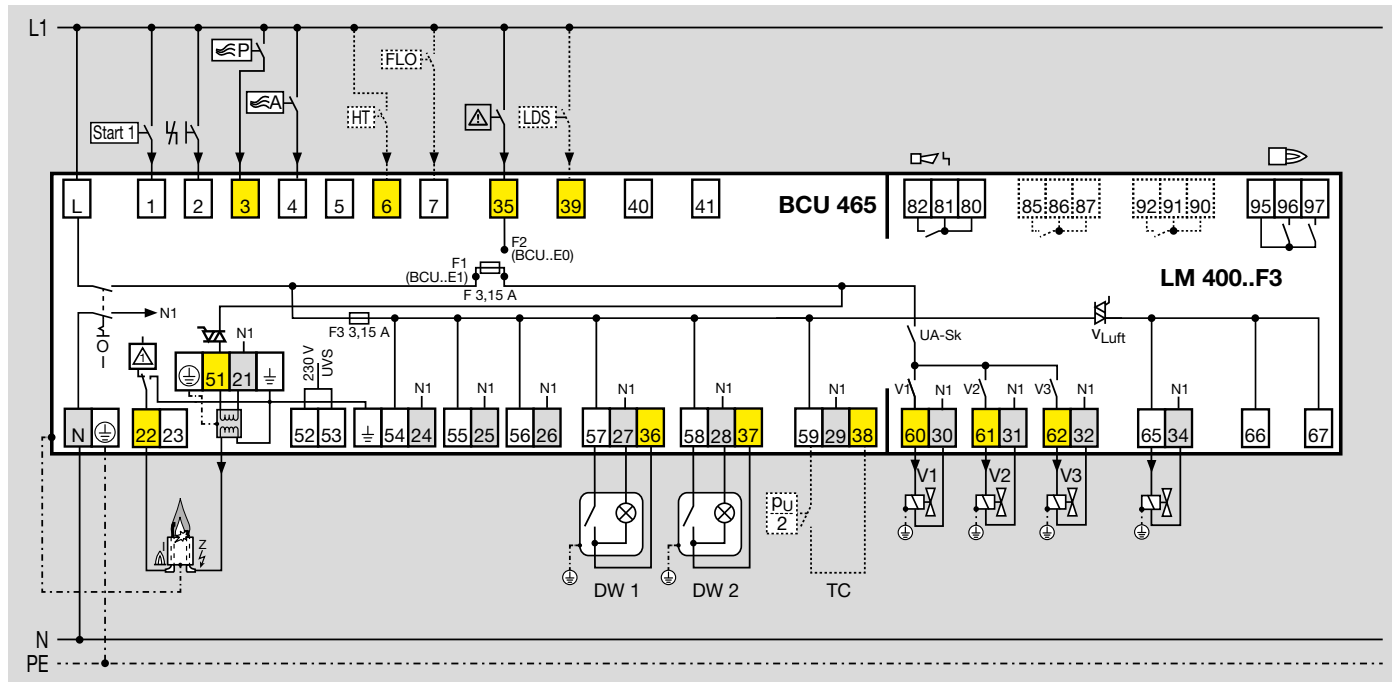 L1
P
FLO
A
HT
LDS
Start 1
L 1 2 3 4 5 6 7 35 39 40 41
BCU 465
82 81 80 85 86 87 92 91 90 95 96 97
F2
(BCU..E0)
F1
(BCU..E1)
F 3,15 A
LM 400..F3
N1
F3 3,15 A
UA-Sk
VLuft
O
I
1
N1
230 V
UVS
51 21
N1 N1 N1 N1 N1 N1
V1 N1 V2 N1 V3 N1 N1
N 22 23 52 53 54 24 55 25 56 26 57 27 36 58 28 37 59 29 38 60 30 61 31 62 32 65 34 66 67
V1 V2 V3
pU
2
I
Z
DW 1 DW 2 TC
N
PE